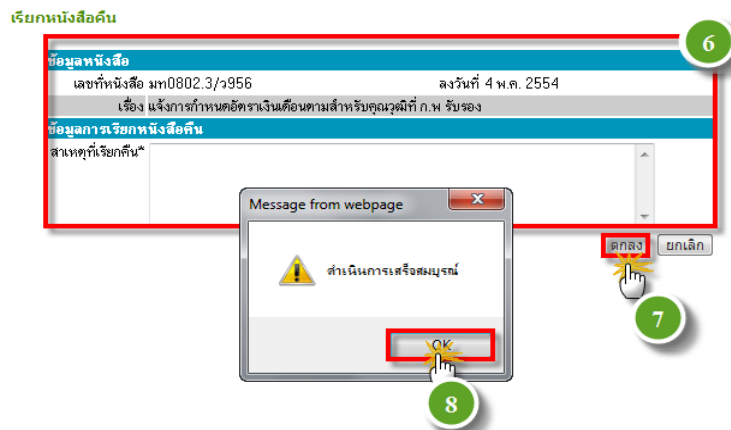 เรียกหนังสือคืน
6
ข้อมูลหนังสือ
เลขที่หนังสือ มท0802.3/ว956 ลงวันที่ 4 พ.ค. 2554
เรื่อง แจ้งการกำหนดอัตราเงินเดือนตามสำหรับคุณวุฒิที่ ก.พ รับรอง
ข้อมูลการเรียกหนังสือคืน
สาเหตุที่เรียกคืน*
Message from webpage
ดำเนินการเสร็จสมบูรณ์
ตกลง ยกเลิก
7
OK
8